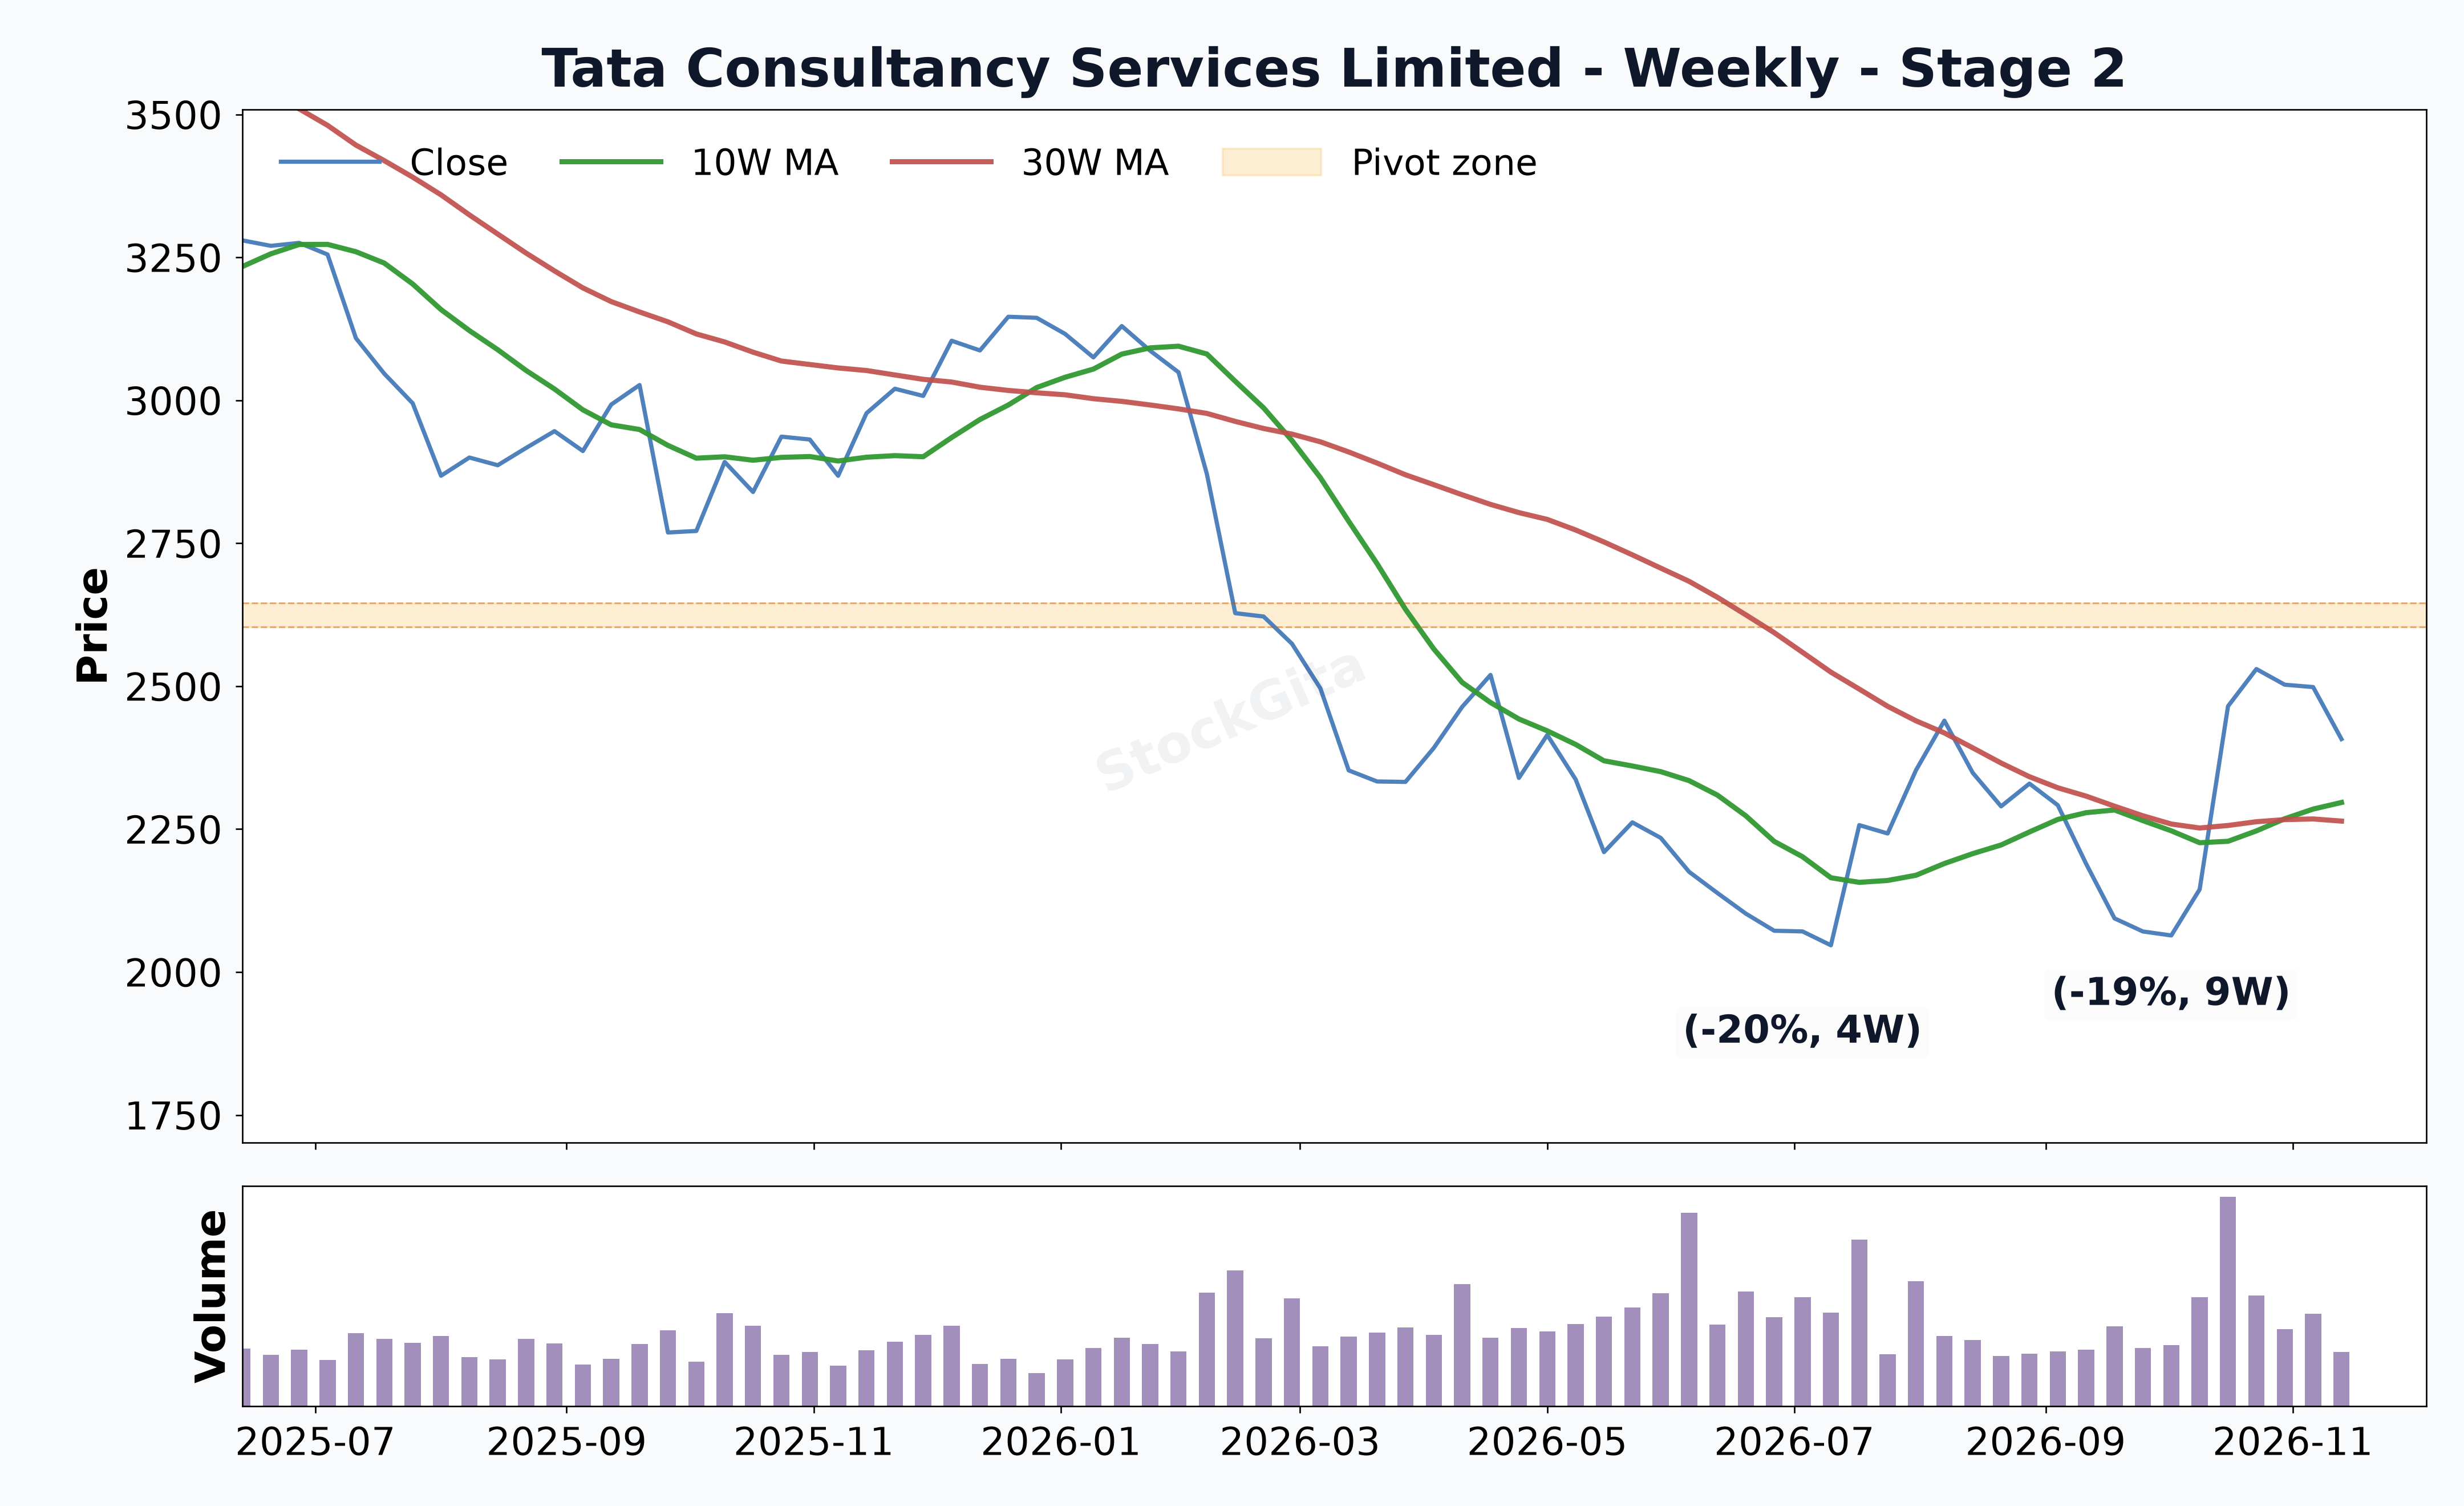 Tata Consultancy Services Limited - Weekly - Stage 2
Close 10W MA 30W MA Pivot zone
Price
3500
3250
3000
2750
2500
2250
2000
1750
StockGita
(-20%, 4W)
(-19%, 9W)
Volume
2025-07 2025-09 2025-11 2026-01 2026-03 2026-05 2026-07 2026-09 2026-11